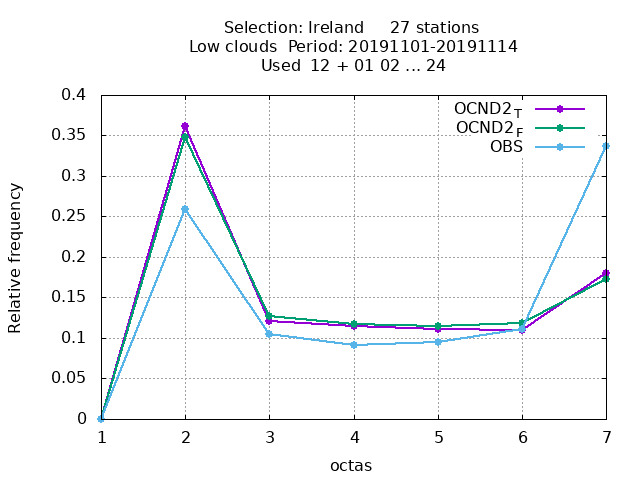 Selection: Ireland     27 stations
Low clouds  Period: 20191101-20191114
Used  12 + 01 02 ... 24
OCND2T
OCND2F
OBS
0.4
0.35
0.3
0.25
0.2
0.15
0.1
0.05
0
Relative frequency
1 2 3 4 5 6 7
octas